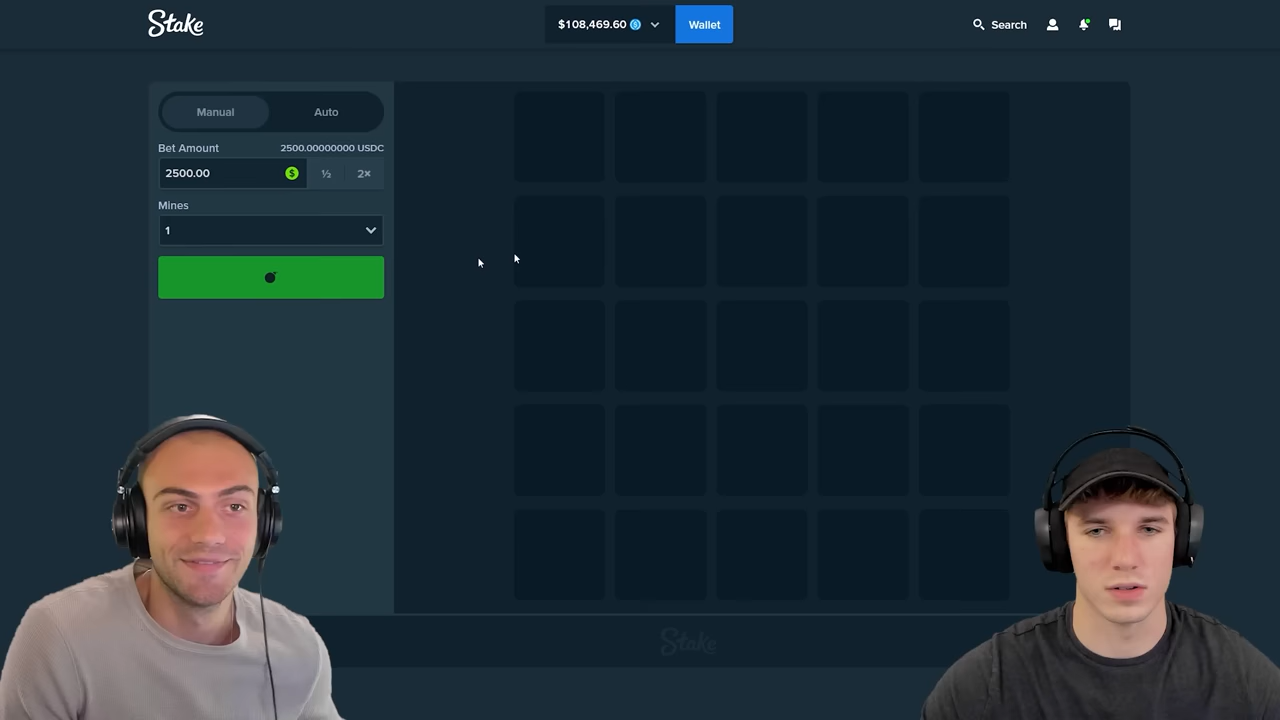 Stake
$108,469.60
Wallet
Search
Manual
Auto
Bet Amount
2500.00000000 USDC
2500.00
$
½
2×
Mines
1
Stake